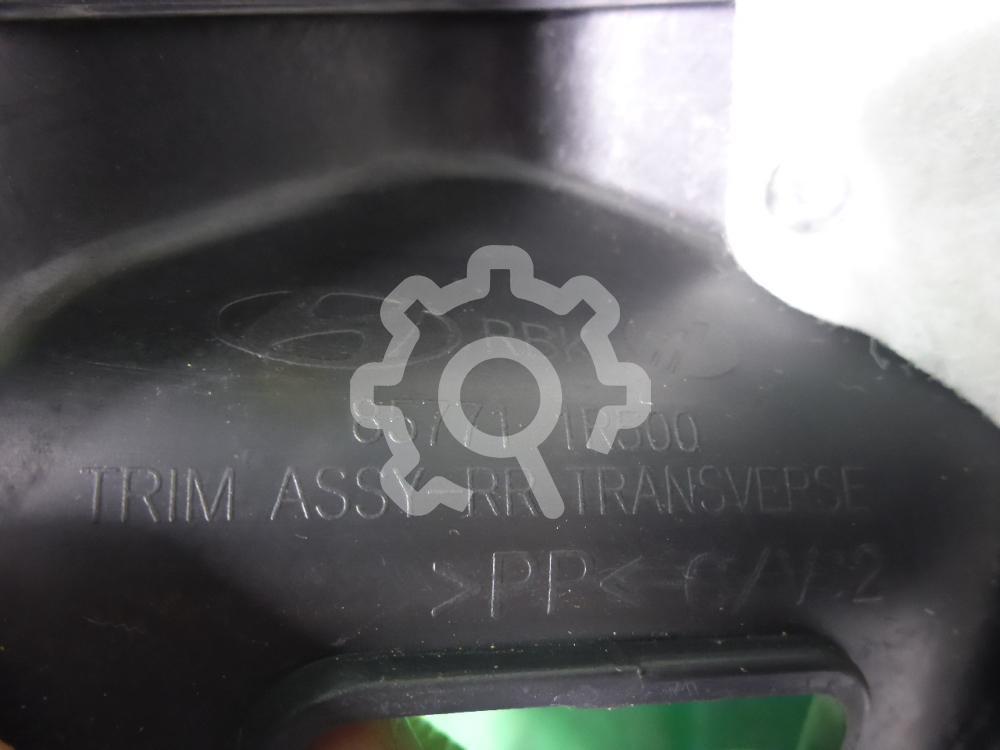 RBK
85771 1R500
TRIM ASSY-RR TRANSVERSE
>PP<